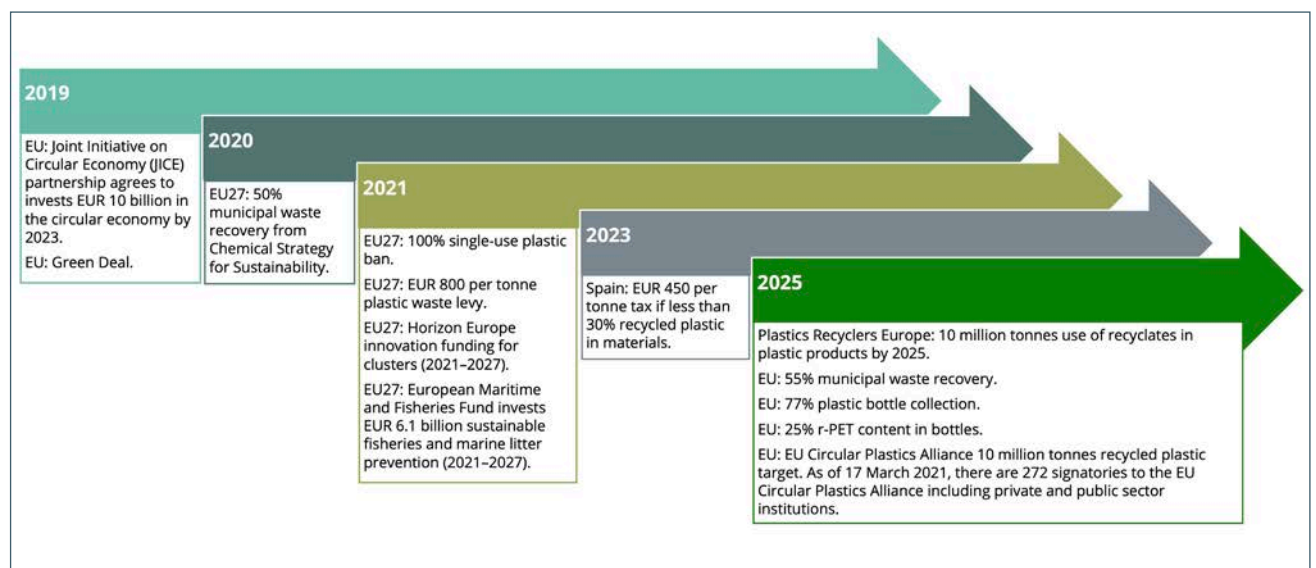 2019
EU: Joint Initiative on
Circular Economy (JICE)
partnership agrees to
invests EUR 10 billion in
the circular economy by
2023.
EU: Green Deal.
2020
EU27: 50%
municipal waste
recovery from
Chemical Strategy
for Sustainability.
2021
EU27: 100% single-use plastic
ban.
EU27: EUR 800 per tonne
plastic waste levy.
EU27: Horizon Europe
innovation funding for
clusters (2021–2027).
EU27: European Maritime
and Fisheries Fund invests
EUR 6.1 billion sustainable
fisheries and marine litter
prevention (2021–2027).
2023
Spain: EUR 450 per
tonne tax if less than
30% recycled plastic
in materials.
2025
Plastics Recyclers Europe: 10 million tonnes use of recyclates in
plastic products by 2025.
EU: 55% municipal waste recovery.
EU: 77% plastic bottle collection.
EU: 25% r-PET content in bottles.
EU: EU Circular Plastics Alliance 10 million tonnes recycled plastic
target. As of 17 March 2021, there are 272 signatories to the EU
Circular Plastics Alliance including private and public sector
institutions.